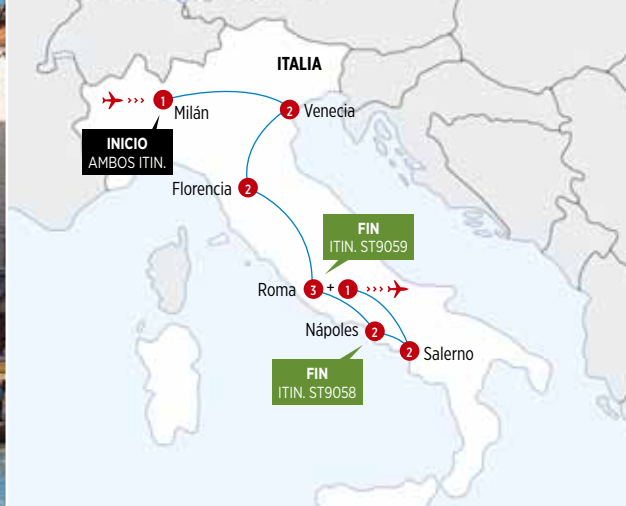 ITALIA
1
Milán
2
Venecia
INICIO
AMBOS ITIN.
Florencia
2
FIN
ITIN. ST9059
Roma
3 + 1
Nápoles
2
2
Salerno
FIN
ITIN. ST9058